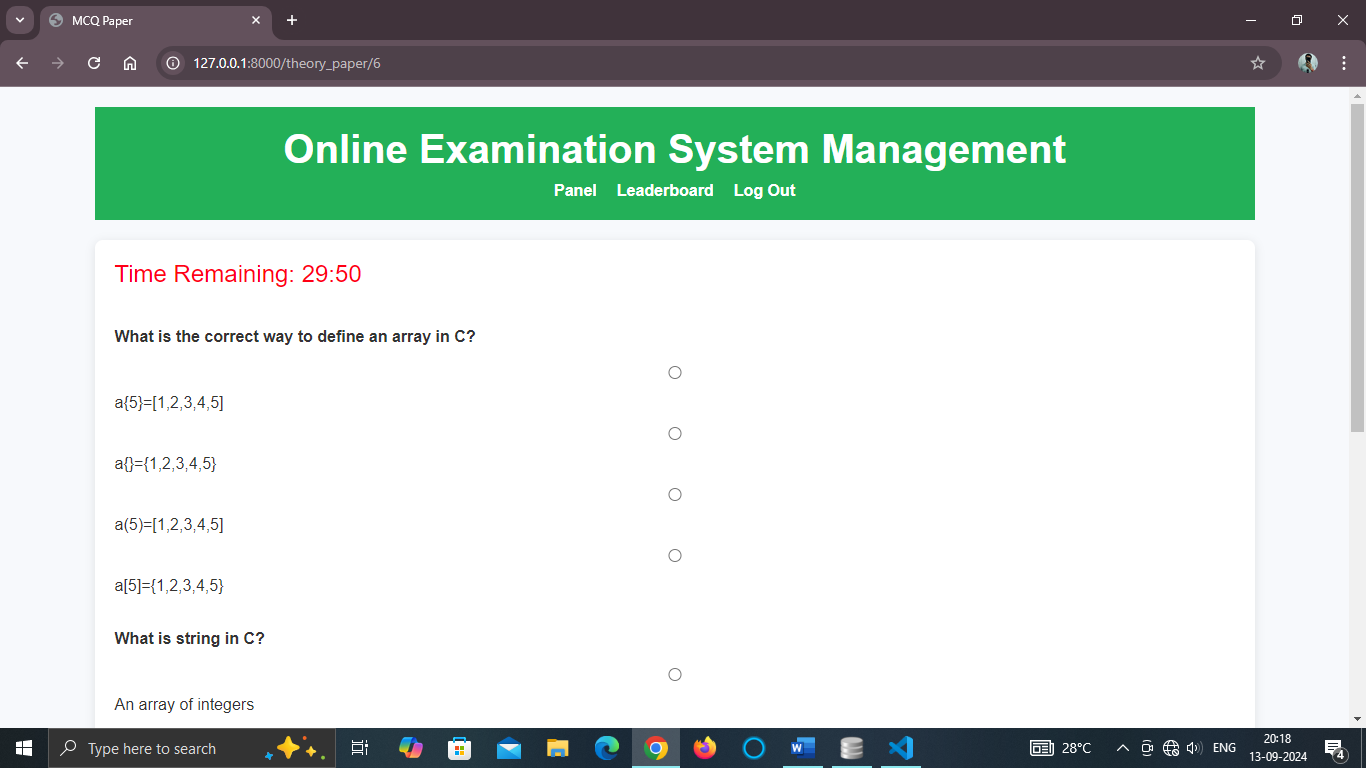 MCQ Paper
127.0.0.1:8000/theory_paper/6
Online Examination System Management
Panel Leaderboard Log Out
Time Remaining: 29:50
What is the correct way to define an array in C?
a{5}=[1,2,3,4,5]
a{}={1,2,3,4,5}
a(5)=[1,2,3,4,5]
a[5]={1,2,3,4,5}
What is string in C?
An array of integers
Type here to search
28°C
ENG
20:18
13-09-2024
4